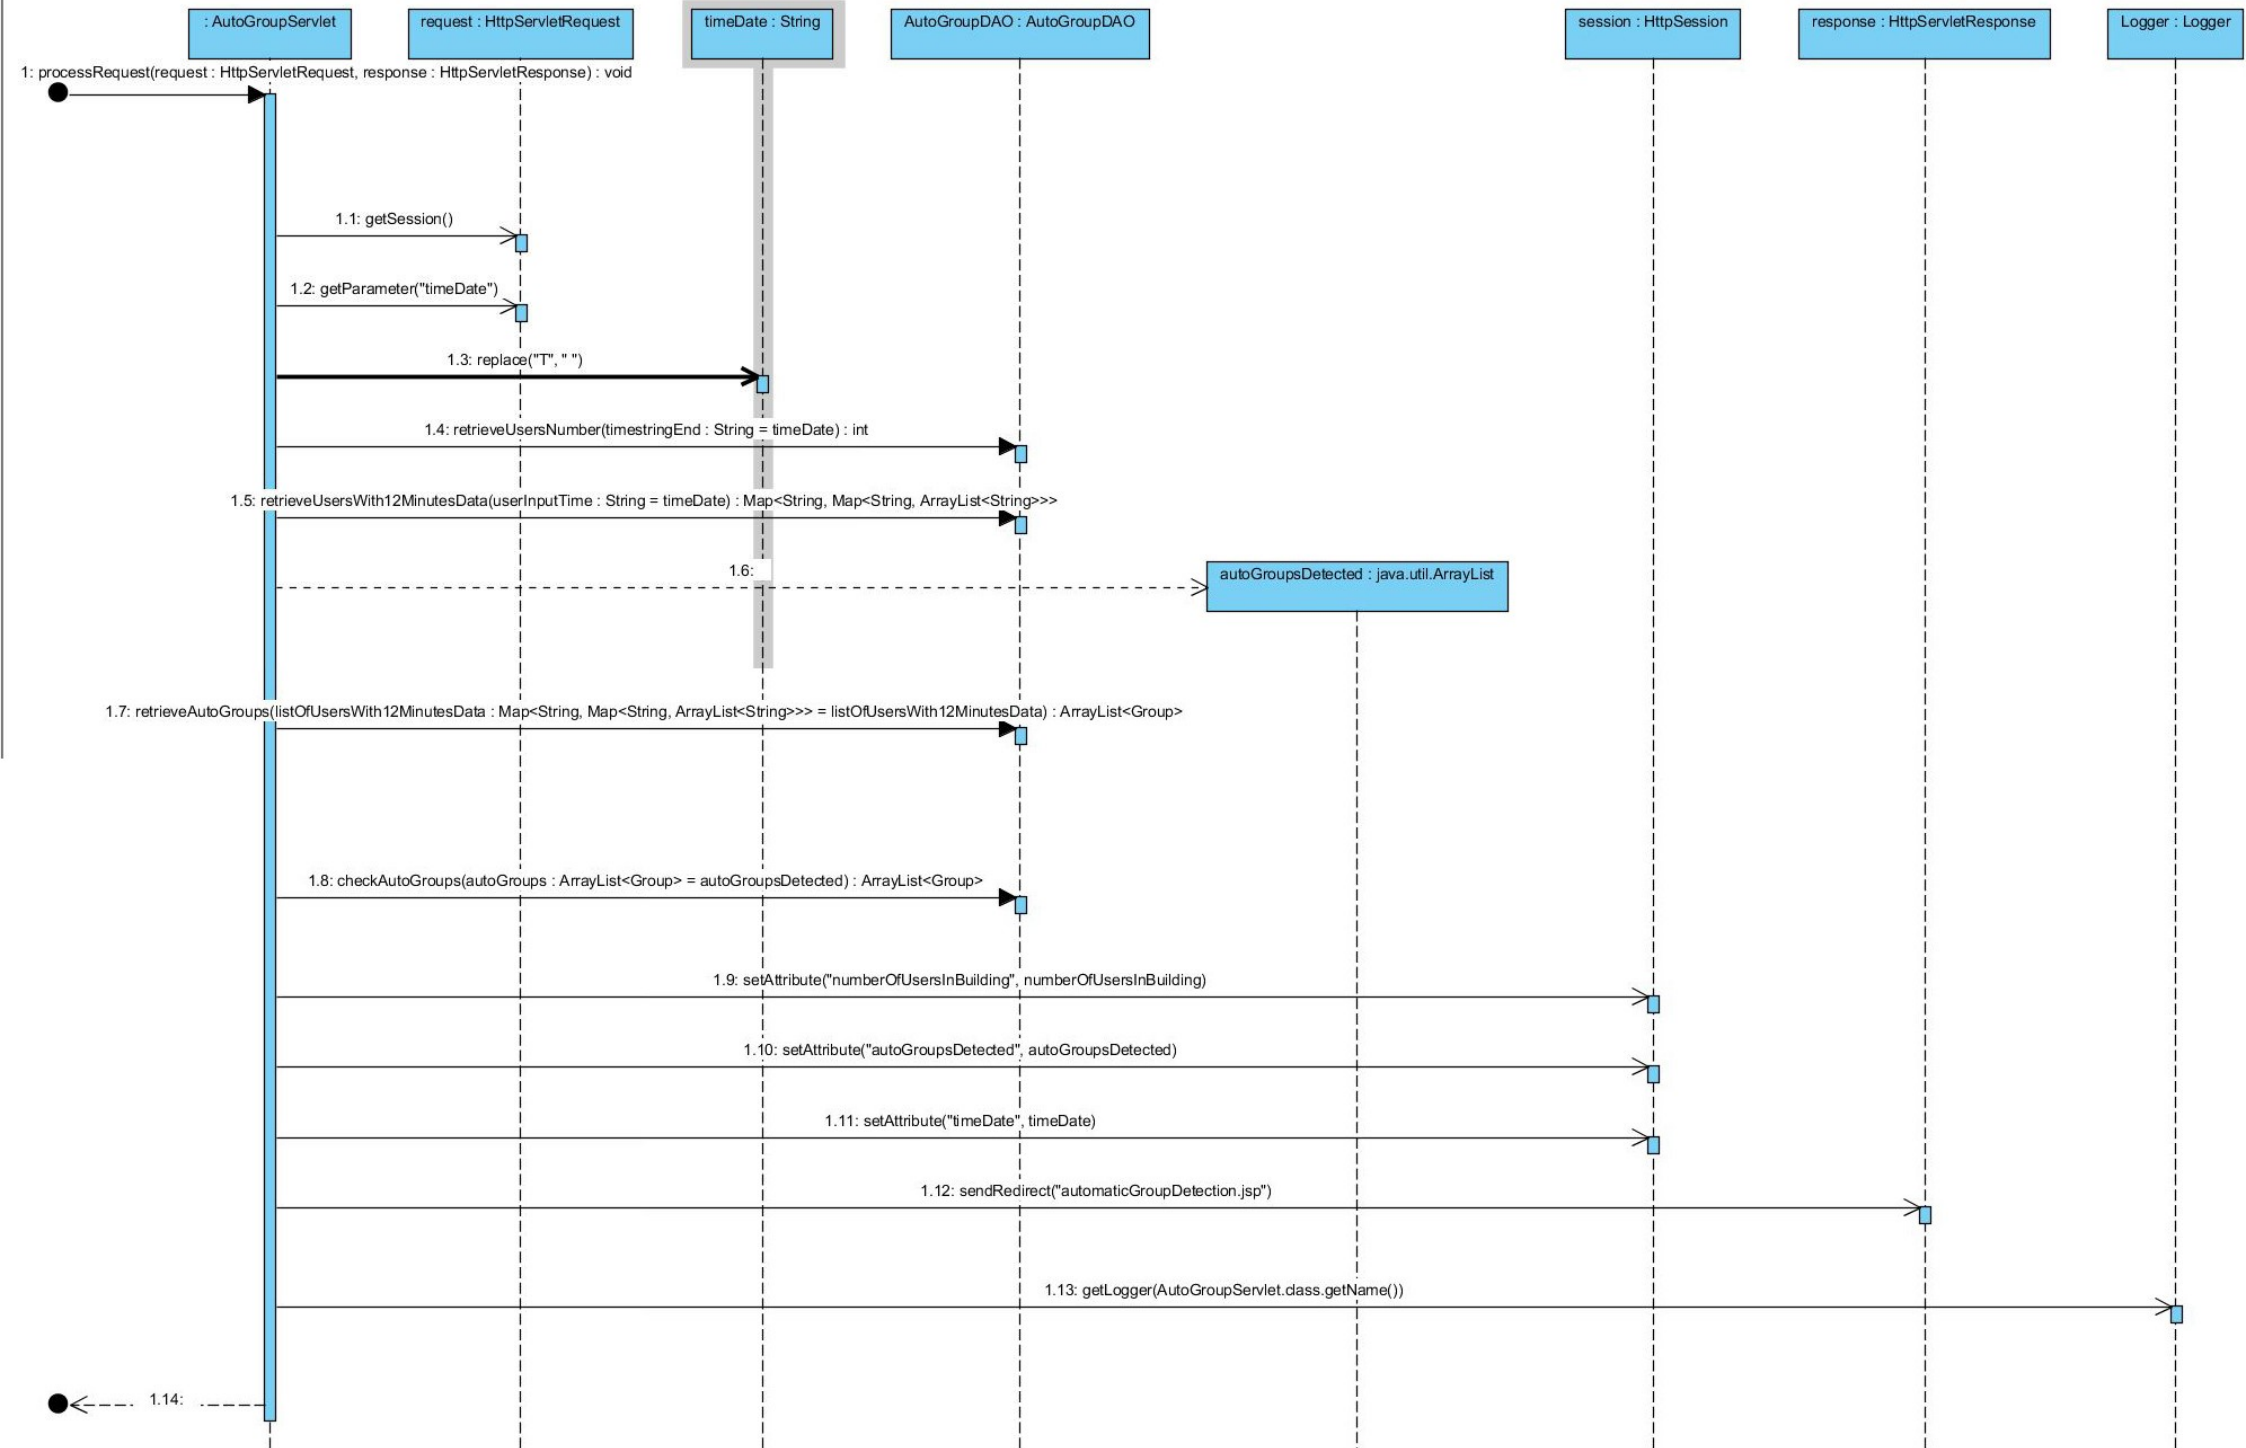 : AutoGroupServlet
request : HttpServletRequest
timeDate : String
AutoGroupDAO : AutoGroupDAO
session : HttpSession
response : HttpServletResponse
Logger : Logger
1: processRequest(request : HttpServletRequest, response : HttpServletResponse) : void
1.1: getSession()
1.2: getParameter("timeDate")
1.3: replace("T", " ")
1.4: retrieveUsersNumber(timestringEnd : String = timeDate) : int
1.5: retrieveUsersWith12MinutesData(userInputTime : String = timeDate) : Map<String, Map<String, ArrayList<String>>>
1.6:
autoGroupsDetected : java.util.ArrayList
1.7: retrieveAutoGroups(listOfUsersWith12MinutesData : Map<String, Map<String, ArrayList<String>>> = listOfUsersWith12MinutesData) : ArrayList<Group>
1.8: checkAutoGroups(autoGroups : ArrayList<Group> = autoGroupsDetected) : ArrayList<Group>
1.9: setAttribute("numberOfUsersInBuilding", numberOfUsersInBuilding)
1.10: setAttribute("autoGroupsDetected", autoGroupsDetected)
1.11: setAttribute("timeDate", timeDate)
1.12: sendRedirect("automaticGroupDetection.jsp")
1.13: getLogger(AutoGroupServlet.class.getName())
1.14: